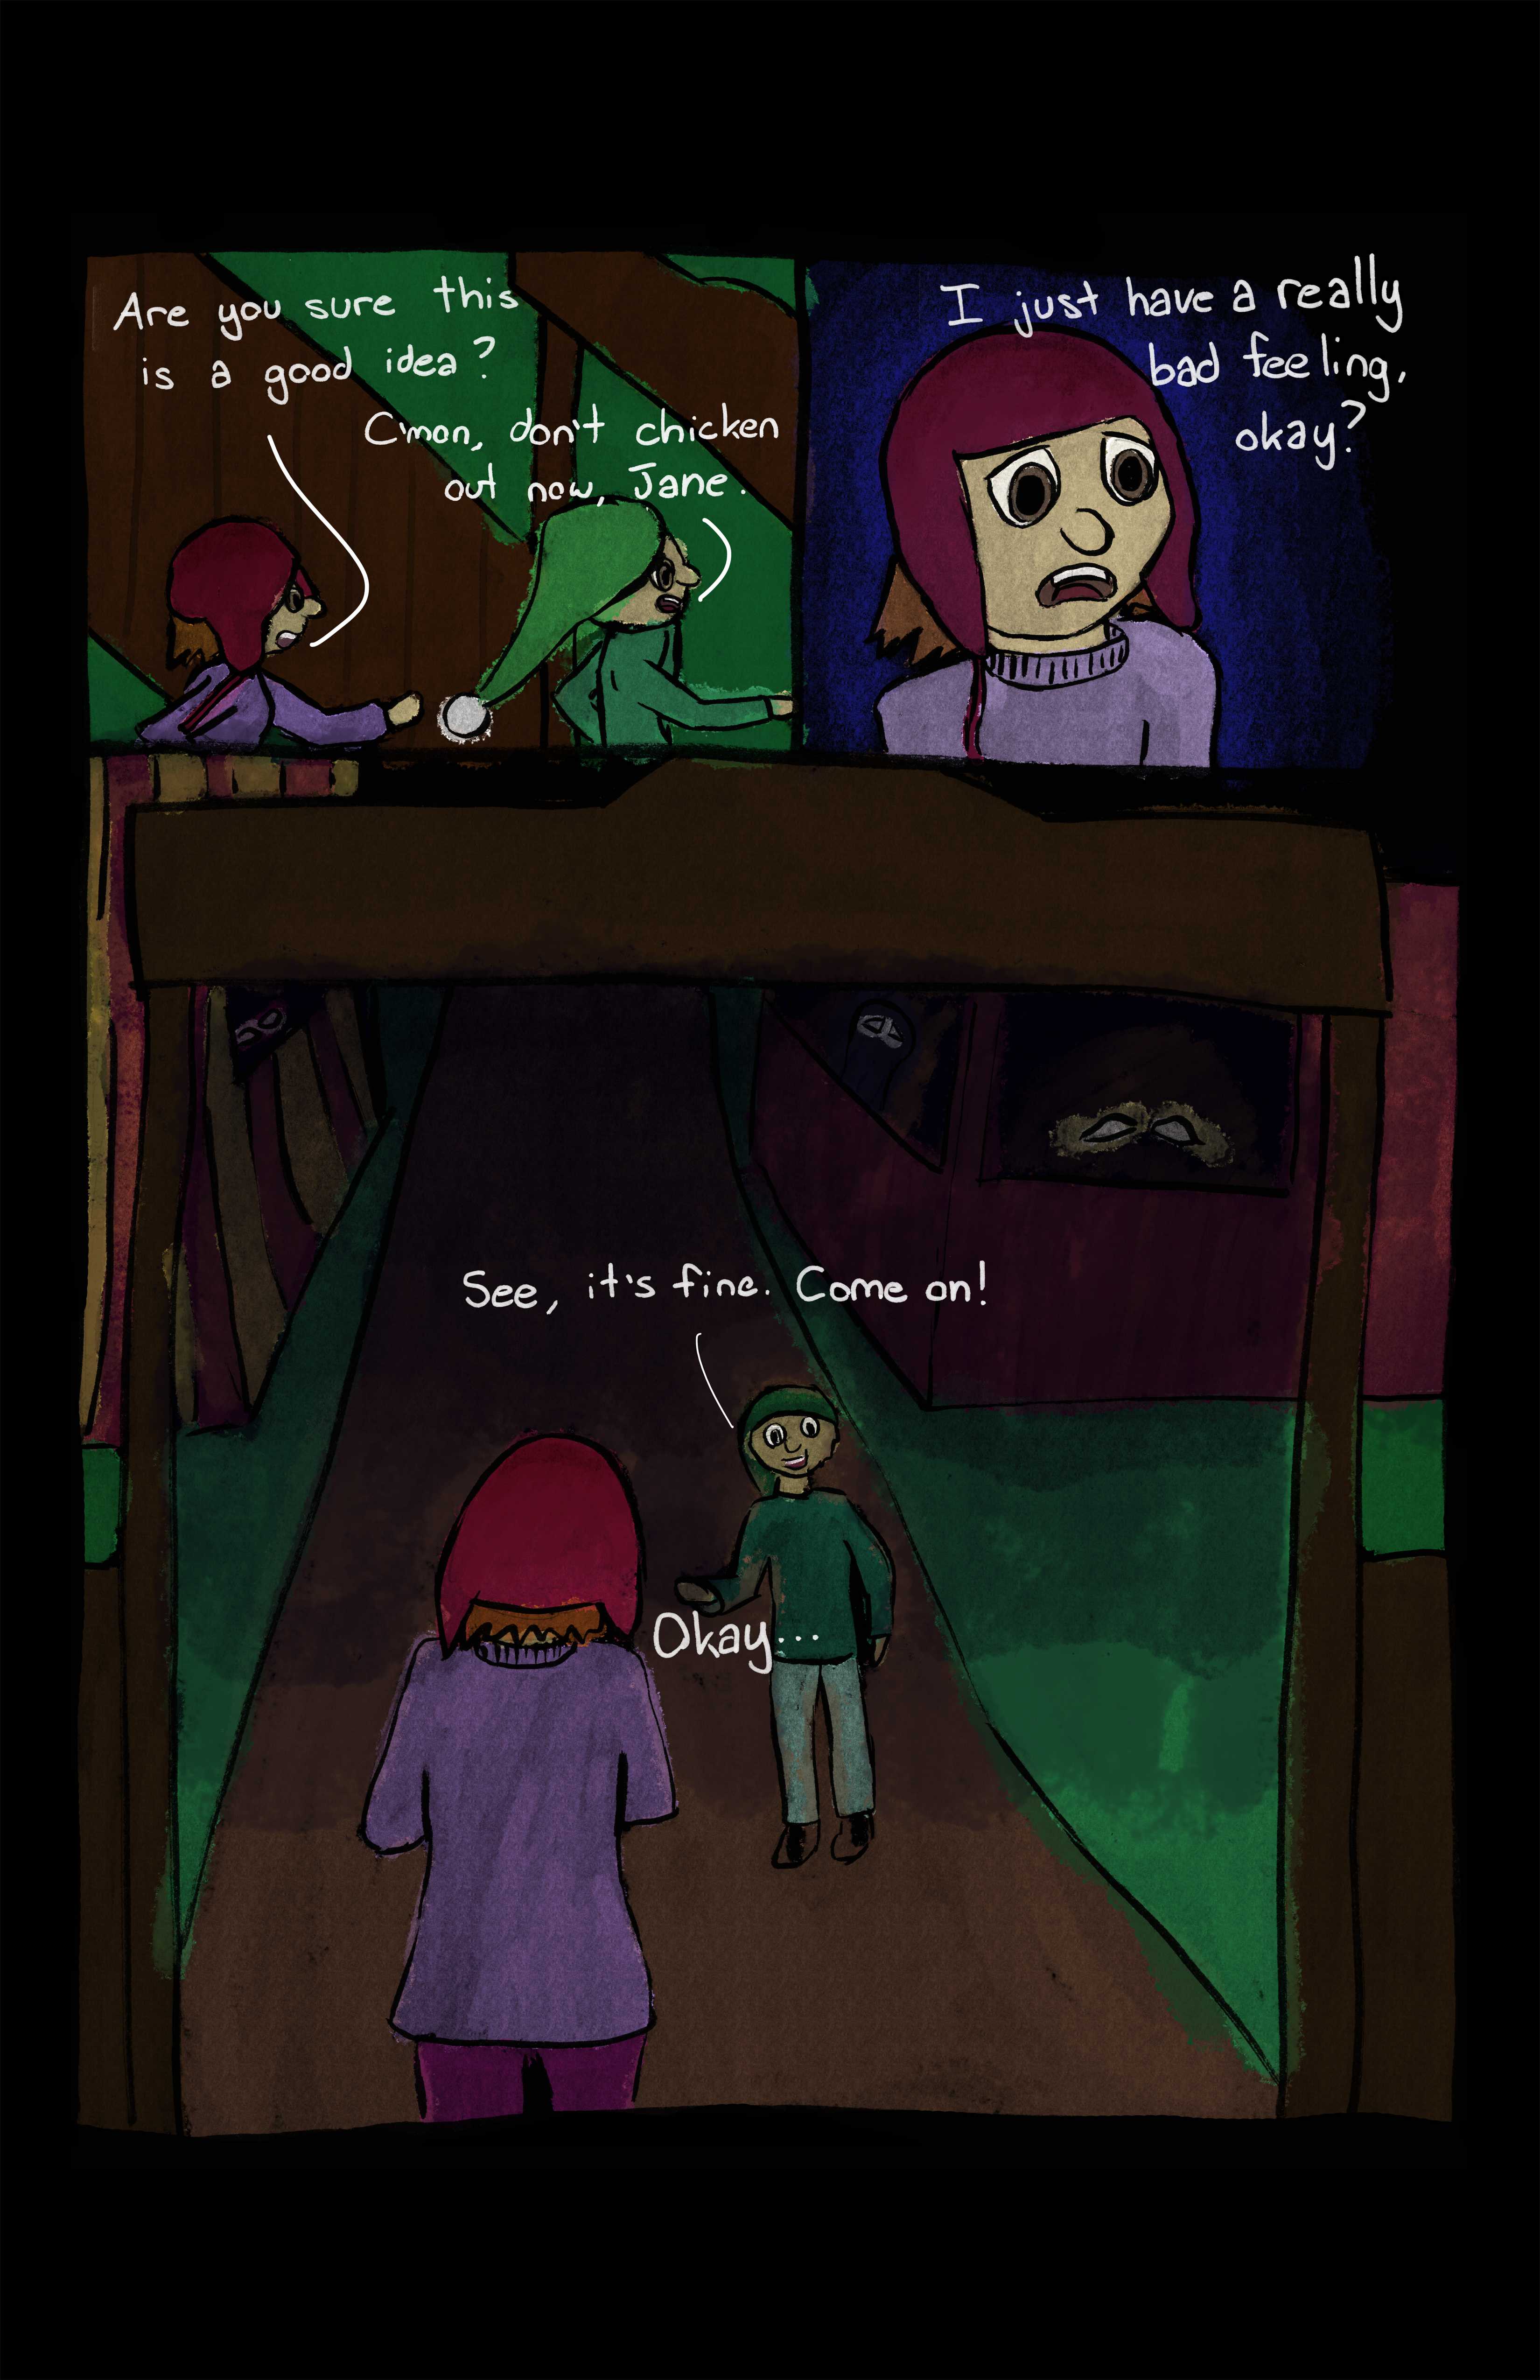 Are you sure this
is a good idea?
C'mon, don't chicken
out now, Jane.
I just have a really
bad feeling,
okay?
See, it's fine. Come on!
Okay...